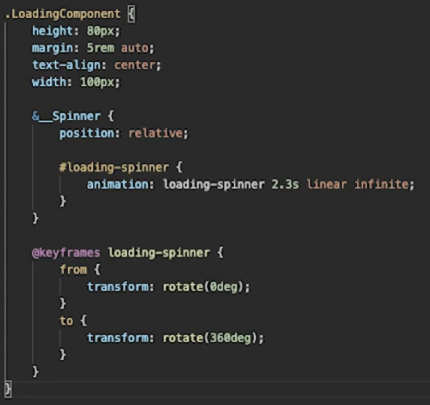 .LoadingComponent {
height: 80px;
margin: 5rem auto;
text-align: center;
width: 100px;
&__Spinner {
position: relative;
#loading-spinner {
animation: loading-spinner 2.3s linear infinite;
}
}
@keyframes loading-spinner {
from {
transform: rotate(0deg);
}
to {
transform: rotate(360deg);
}
}
}